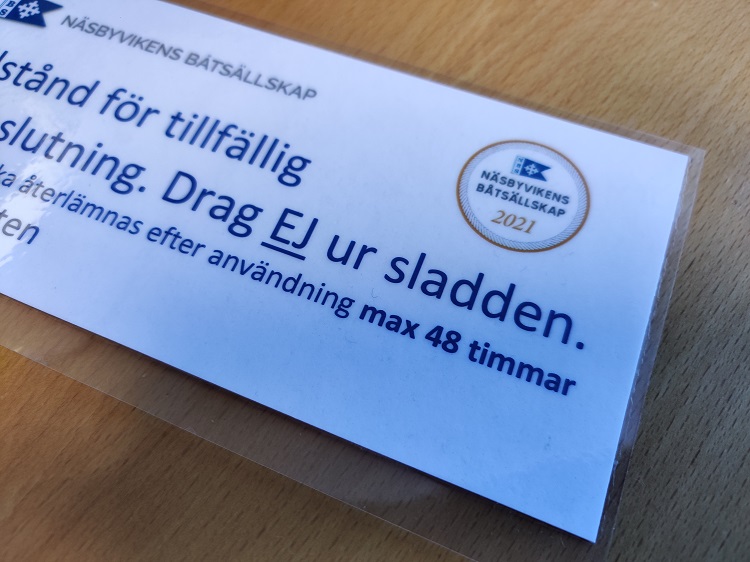 NÄSBYVIKENS BÅTSÄLLSKAP
stånd för tillfällig
slutning. Drag EJ ur sladden.
ka återlämnas efter användning max 48 timmar
ten
NÄSBYVIKENS
BÅTSÄLLSKAP
2021